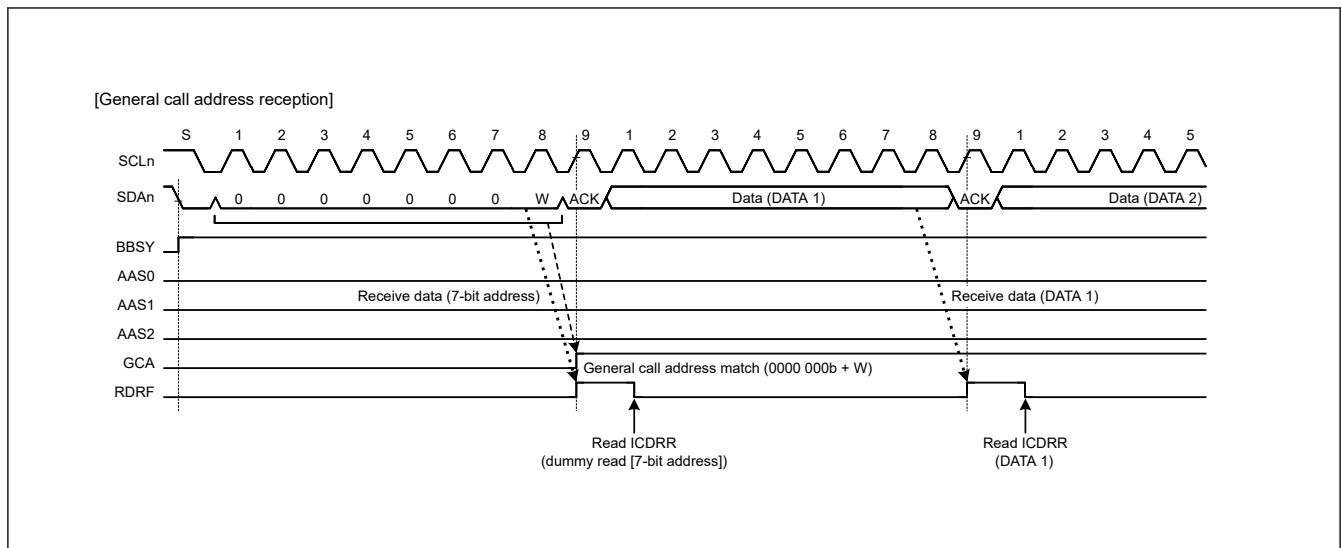 [General call address reception]
S 1 2 3 4 5 6 7 8 9 1 2 3 4 5 6 7 8 9 1 2 3 4 5
SCLn
SDAn 0 0 0 0 0 0 0 W ACK Data (DATA 1) ACK Data (DATA 2)
BBSY
AAS0
Receive data (7-bit address) Receive data (DATA 1)
AAS1
AAS2
GCA
General call address match (0000 000b + W)
RDRF
Read ICDRR Read ICDRR
(dummy read [7-bit address]) (DATA 1)